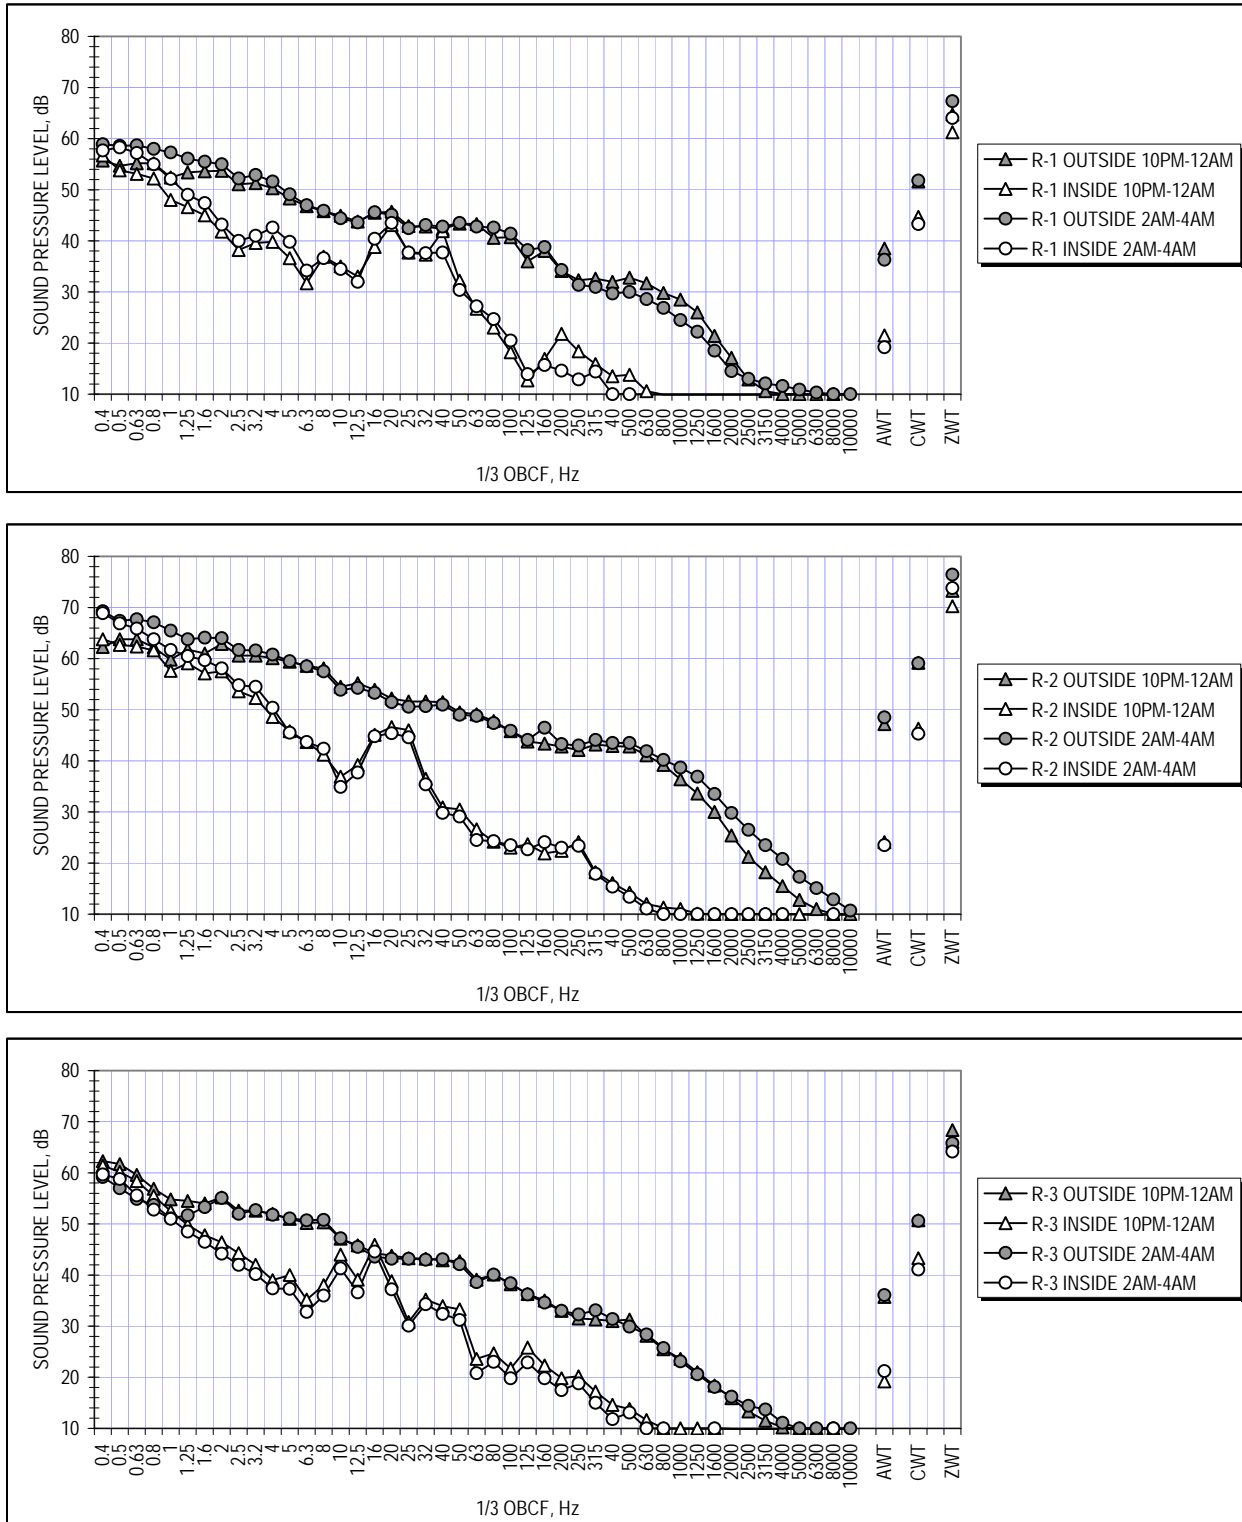 80
70
60
50
40
30
20
10
SOUND PRESSURE LEVEL, dB
0.4 0.5 0.63 0.8 1 1.25 1.6 2 2.5 3.2 4 5 6.3 8 10 12.5 16 20 25 32 40 50 63 80 100 125 160 200 250 315 40 500 630 800 1000 1250 1600 2000 2500 3150 4000 5000 6300 8000 10000 AWT CWT ZWT
1/3 OBCF, Hz
R-1 OUTSIDE 10PM-12AM
R-1 INSIDE 10PM-12AM
R-1 OUTSIDE 2AM-4AM
R-1 INSIDE 2AM-4AM
80
70
60
50
40
30
20
10
SOUND PRESSURE LEVEL, dB
0.4 0.5 0.63 0.8 1 1.25 1.6 2 2.5 3.2 4 5 6.3 8 10 12.5 16 20 25 32 40 50 63 80 100 125 160 200 250 315 40 500 630 800 1000 1250 1600 2000 2500 3150 4000 5000 6300 8000 10000 AWT CWT ZWT
1/3 OBCF, Hz
R-2 OUTSIDE 10PM-12AM
R-2 INSIDE 10PM-12AM
R-2 OUTSIDE 2AM-4AM
R-2 INSIDE 2AM-4AM
80
70
60
50
40
30
20
10
SOUND PRESSURE LEVEL, dB
0.4 0.5 0.63 0.8 1 1.25 1.6 2 2.5 3.2 4 5 6.3 8 10 12.5 16 20 25 32 40 50 63 80 100 125 160 200 250 315 40 500 630 800 1000 1250 1600 2000 2500 3150 4000 5000 6300 8000 10000 AWT CWT ZWT
1/3 OBCF, Hz
R-3 OUTSIDE 10PM-12AM
R-3 INSIDE 10PM-12AM
R-3 OUTSIDE 2AM-4AM
R-3 INSIDE 2AM-4AM